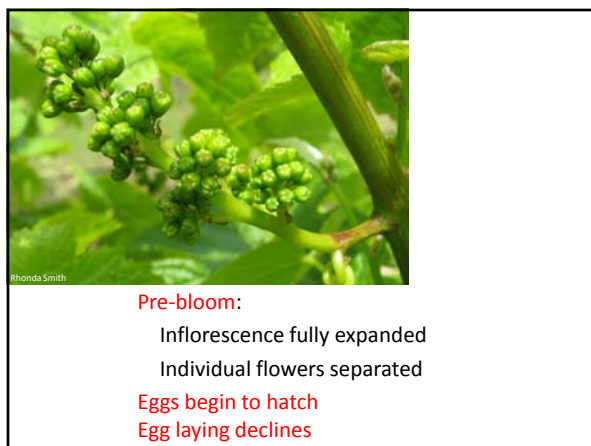 Rhonda Smith
Pre-bloom:
Inflorescence fully expanded
Individual flowers separated
Eggs begin to hatch
Egg laying declines